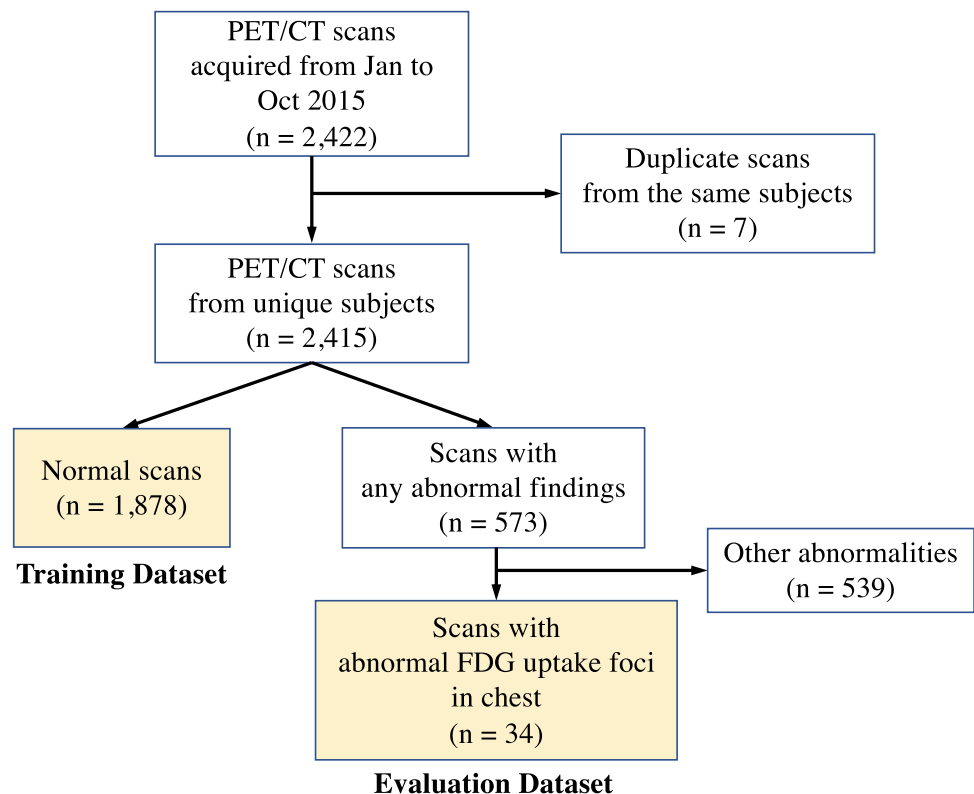 PET/CT scans
acquired from Jan to
Oct 2015
(n = 2,422)
Duplicate scans
from the same subjects
(n = 7)
PET/CT scans
from unique subjects
(n = 2,415)
Normal scans
(n = 1,878)
Training Dataset
Scans with
any abnormal findings
(n = 573)
Other abnormalities
(n = 539)
Scans with
abnormal FDG uptake foci
in chest
(n = 34)
Evaluation Dataset